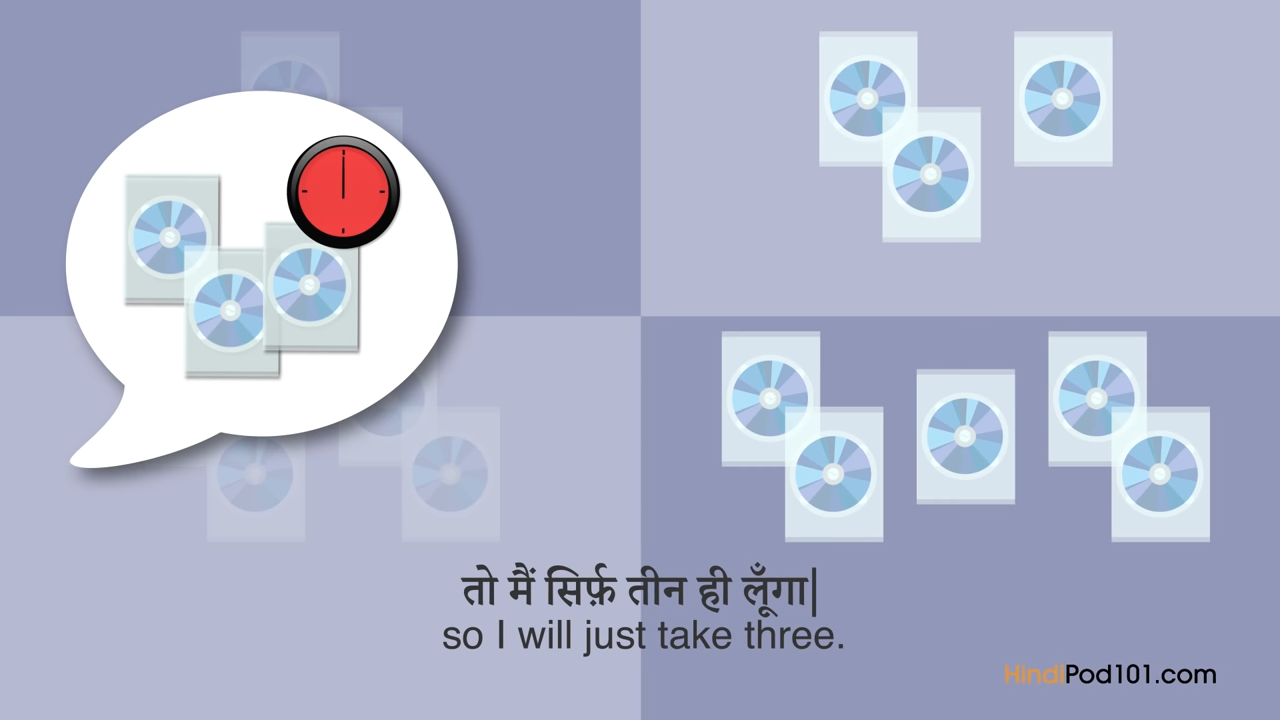 तो मैं सिर्फ़ तीन ही लूँगा|
so I will just take three.
HindiPod101.com